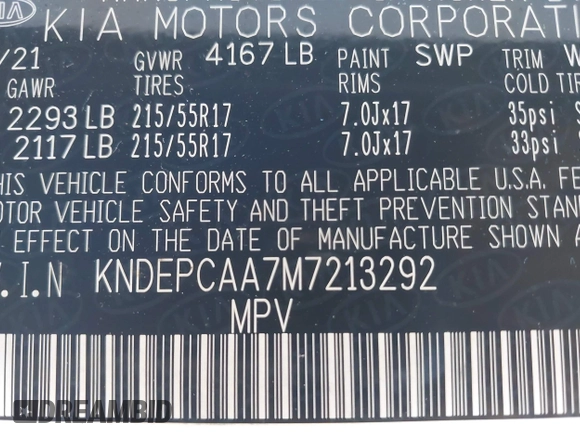 KIA MOTORS CORPORATION
/21 GVWR 4167 LB PAINT SWP TRIM
GAWR TIRES RIMS COLD
2293 LB 215/55R17 7.0Jx17 35psi
2117 LB 215/55R17 7.0Jx17 33psi
THIS VEHICLE CONFORMS TO ALL APPLICABLE U.S.A.
MOTOR VEHICLE SAFETY AND THEFT PREVENTION
EFFECT ON THE DATE OF MANUFACTURE SHOWN
V.I.N KNDEPCAA7M7213292
MPV
DREAMBID